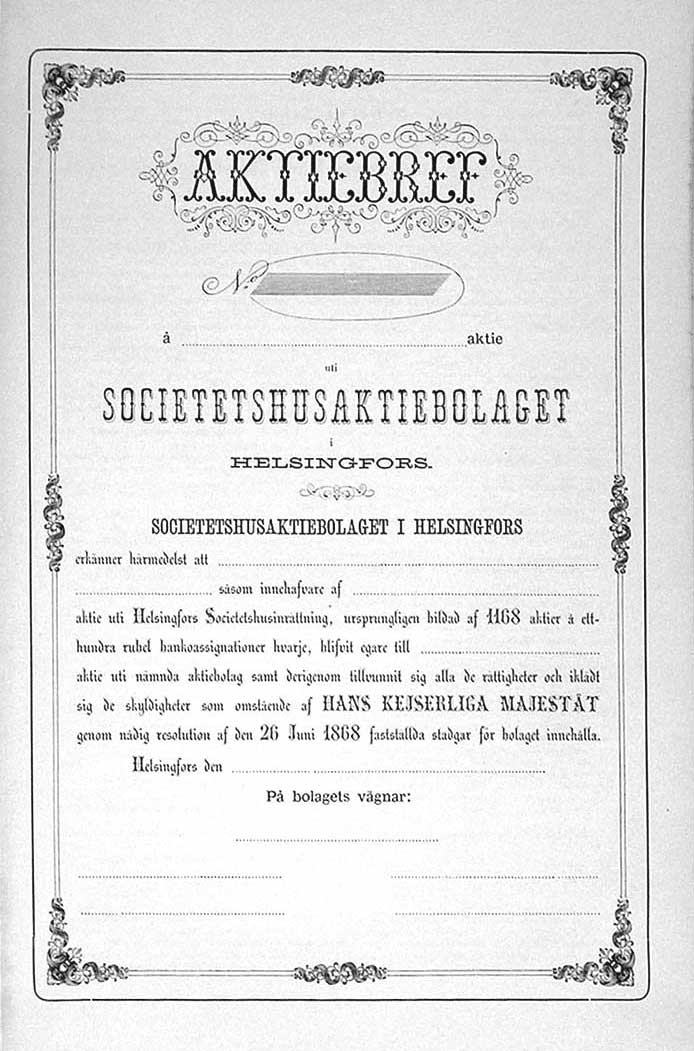 AKTIEBREF
No
å ........ aktie
uti
SOCIETETSHUSAKTIEBOLAGET
i
HELSINGFORS.
SOCIETETSHUSAKTIEBOLAGET I HELSINGFORS
erkänner härmedelst att ........
........ såsom innehafvare af ........
aktie uti Helsingfors Societetshusinrättning, ursprungligen bildad af 1168 aktier å ett-
hundra rubel bankoassignationer hvarje, blifvit egare till ........
aktie uti nämnda aktiebolag samt derigenom tillvunnit sig alla de rättigheter och iklädt
sig de skyldigheter som omstående af HANS KEJSERLIGA MAJESTÄT
genom nådig resolution af den 26 Juni 1868 fastställda stadgar för bolaget innehålla.
Helsingfors den ........
På bolagets vägnar: